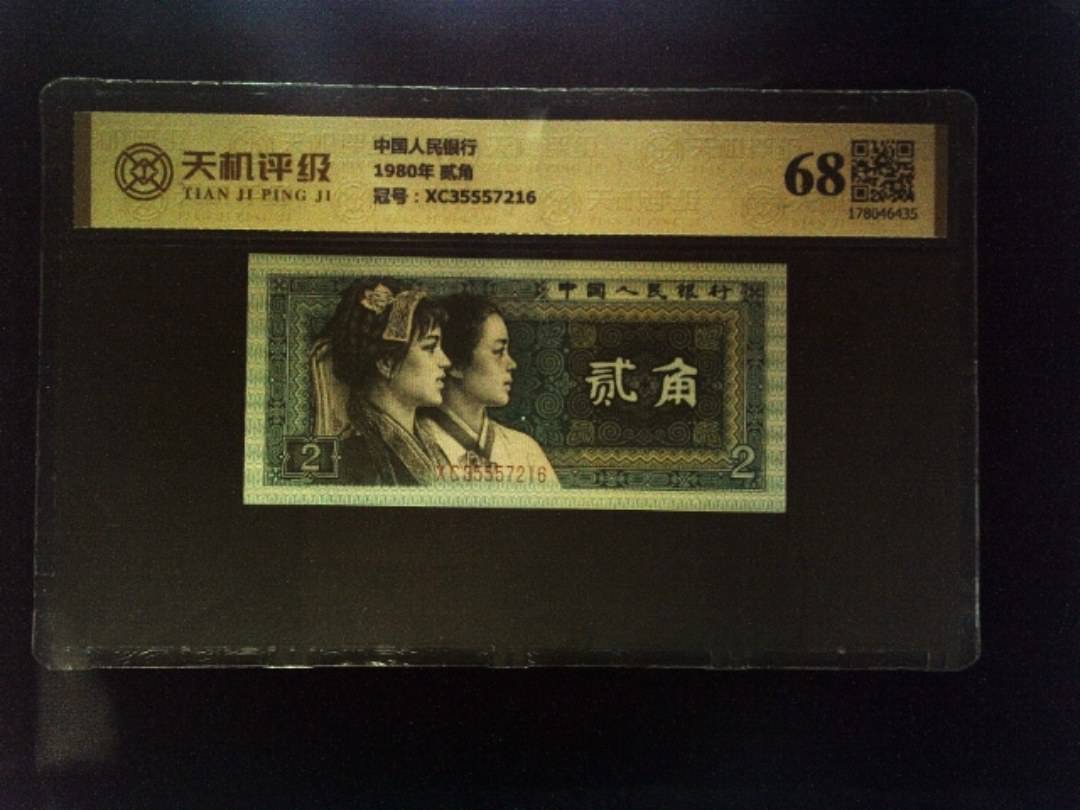 天机评级
TIAN JI PING JI
中国人民银行
1980年 贰角
冠号：XC35557216
68
178046435
中国人民银行
贰角
2
XC35557216
2